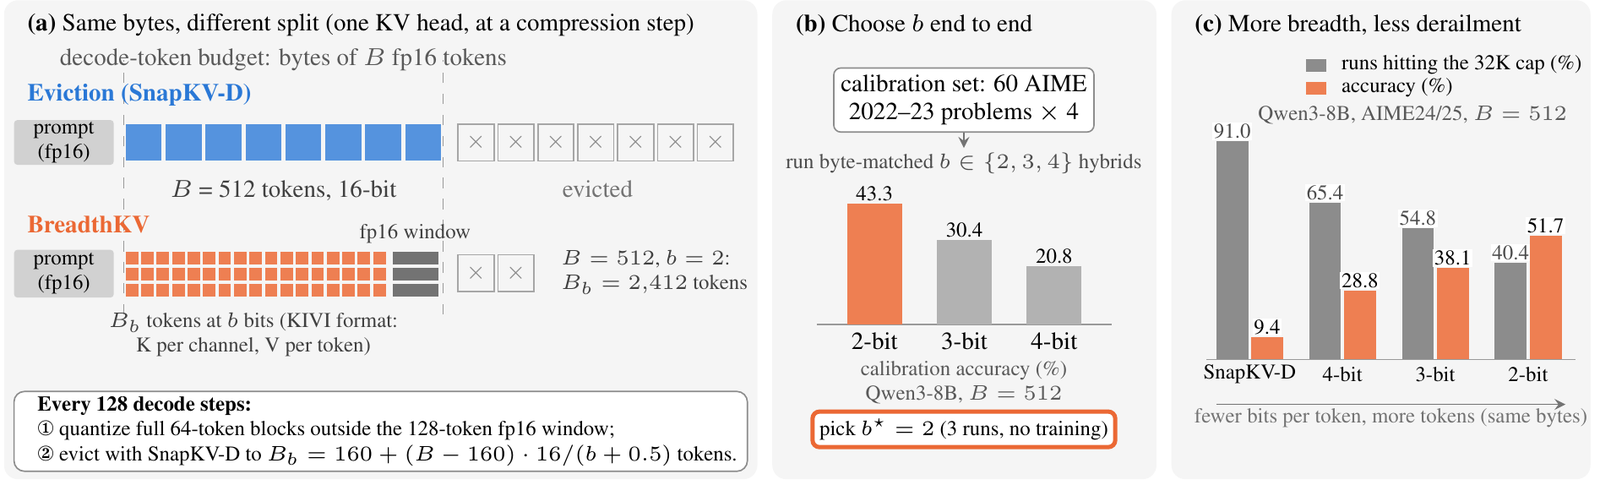 (a) Same bytes, different split (one KV head, at a compression step)
decode-token budget: bytes of B fp16 tokens
Eviction (SnapKV-D)
prompt
(fp16)
B = 512 tokens, 16-bit
evicted
BreadthKV
fp16 window
prompt
(fp16)
B = 512, b = 2:
B_b = 2,412 tokens
B_b tokens at b bits (KIVI format:
K per channel, V per token)
Every 128 decode steps:
① quantize full 64-token blocks outside the 128-token fp16 window;
② evict with SnapKV-D to B_b = 160 + (B − 160) · 16/(b + 0.5) tokens.
(b) Choose b end to end
calibration set: 60 AIME
2022–23 problems × 4
run byte-matched b ∈ {2, 3, 4} hybrids
43.3
30.4
20.8
2-bit 3-bit 4-bit
calibration accuracy (%)
Qwen3-8B, B = 512
pick b⋆ = 2 (3 runs, no training)
(c) More breadth, less derailment
runs hitting the 32K cap (%)
accuracy (%)
Qwen3-8B, AIME24/25, B = 512
91.0
9.4
65.4
28.8
54.8
38.1
40.4
51.7
SnapKV-D 4-bit 3-bit 2-bit
fewer bits per token, more tokens (same bytes)